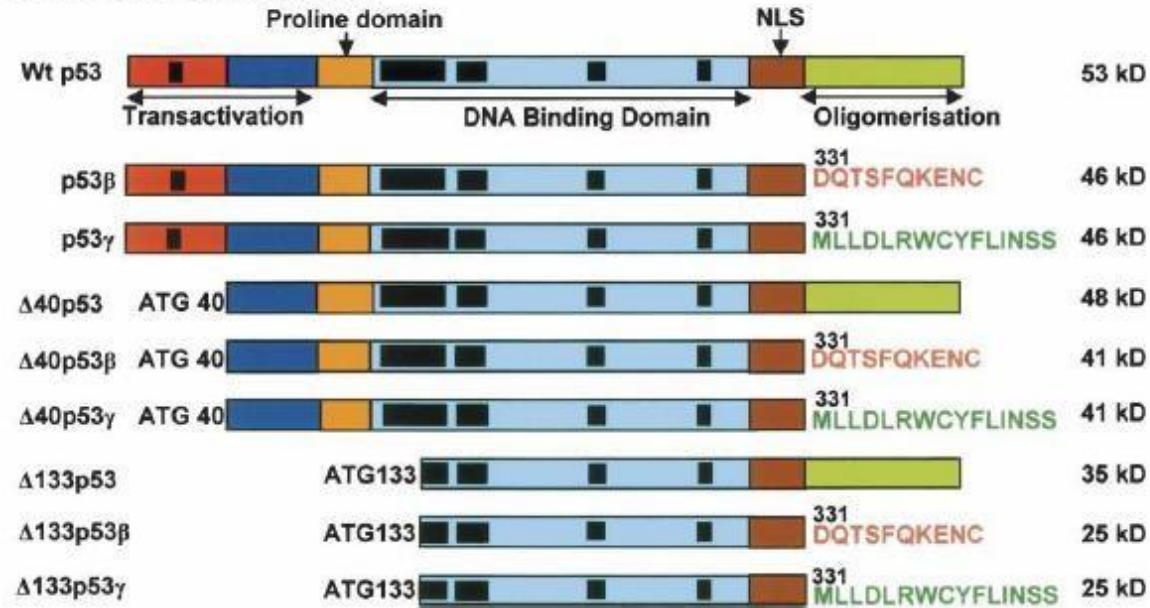 Proline domain NLS
Wt p53 53 kD
Transactivation DNA Binding Domain Oligomerisation
331
p53β DQTSFQKENC 46 kD
331
p53γ MLLDLRWCYFLINSS 46 kD
Δ40p53 ATG 40 48 kD
331
Δ40p53β ATG 40 DQTSFQKENC 41 kD
331
Δ40p53γ ATG 40 MLLDLRWCYFLINSS 41 kD
Δ133p53 ATG133 35 kD
331
Δ133p53β ATG133 DQTSFQKENC 25 kD
331
Δ133p53γ ATG133 MLLDLRWCYFLINSS 25 kD